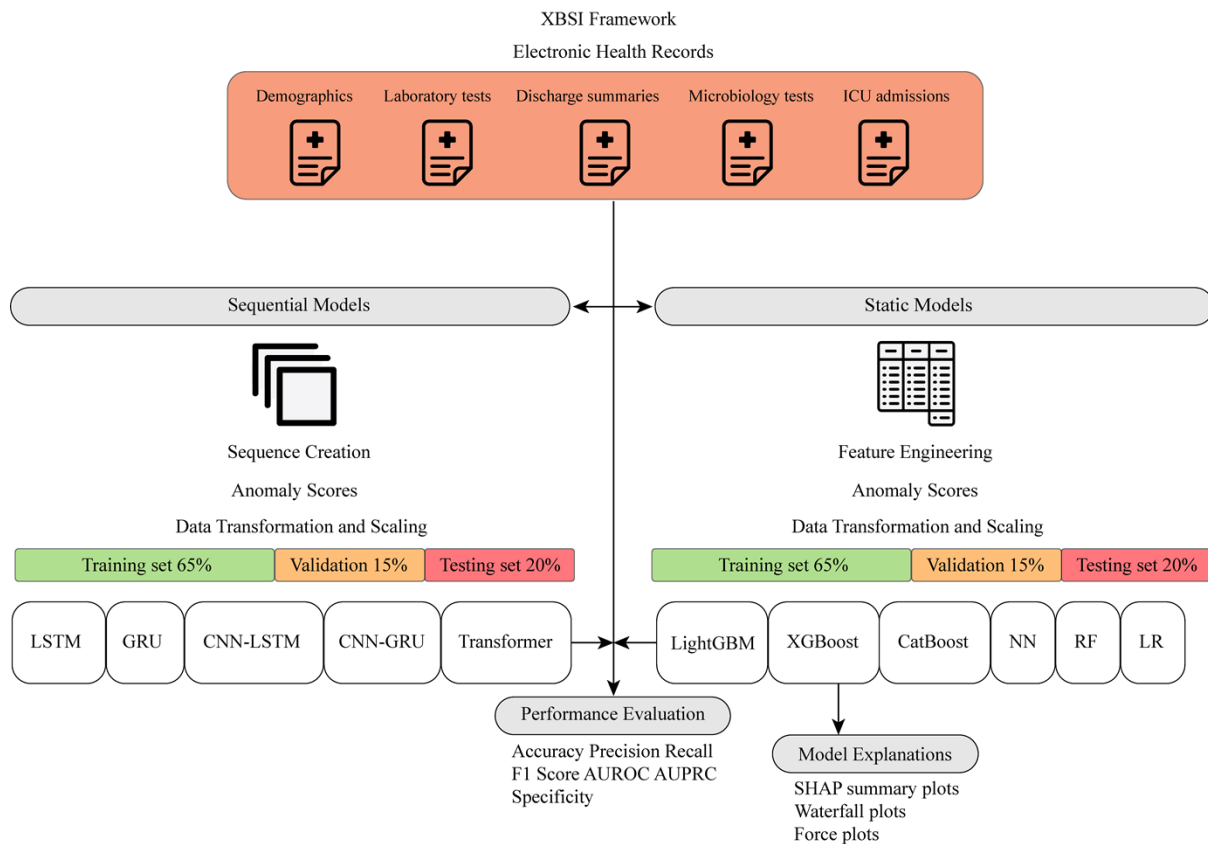 XBSI Framework
Electronic Health Records
Demographics
Laboratory tests
Discharge summaries
Microbiology tests
ICU admissions
Sequential Models
Static Models
Sequence Creation
Anomaly Scores
Data Transformation and Scaling
Training set 65%
Validation 15%
Testing set 20%
LSTM
GRU
CNN-LSTM
CNN-GRU
Transformer
Feature Engineering
Anomaly Scores
Data Transformation and Scaling
Training set 65%
Validation 15%
Testing set 20%
LightGBM
XGBoost
CatBoost
NN
RF
LR
Performance Evaluation
Accuracy Precision Recall
F1 Score AUROC AUPRC
Specificity
Model Explanations
SHAP summary plots
Waterfall plots
Force plots